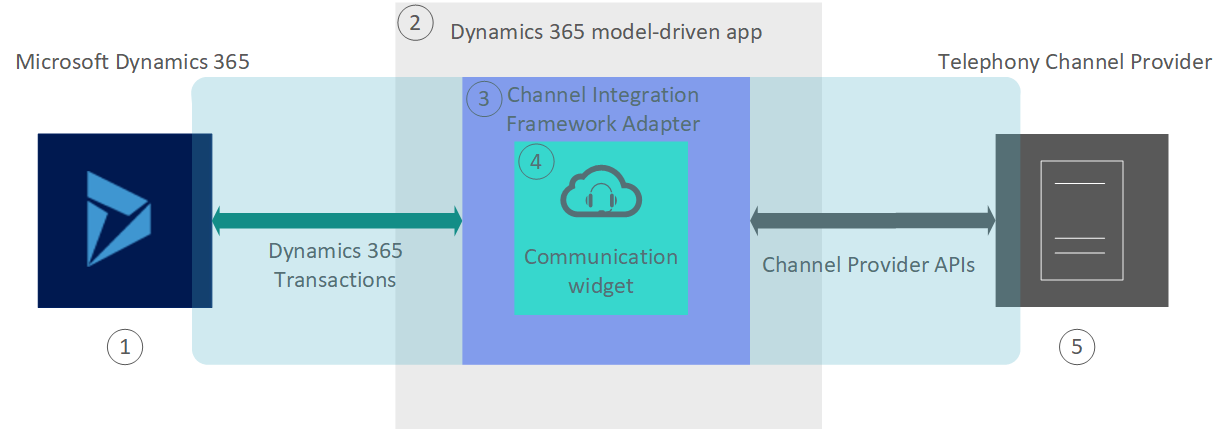 2
Dynamics 365 model-driven app
Microsoft Dynamics 365
Telephony Channel Provider
3
Channel Integration
Framework Adapter
4
Dynamics 365
Transactions
Communication
widget
Channel Provider APIs
1
5